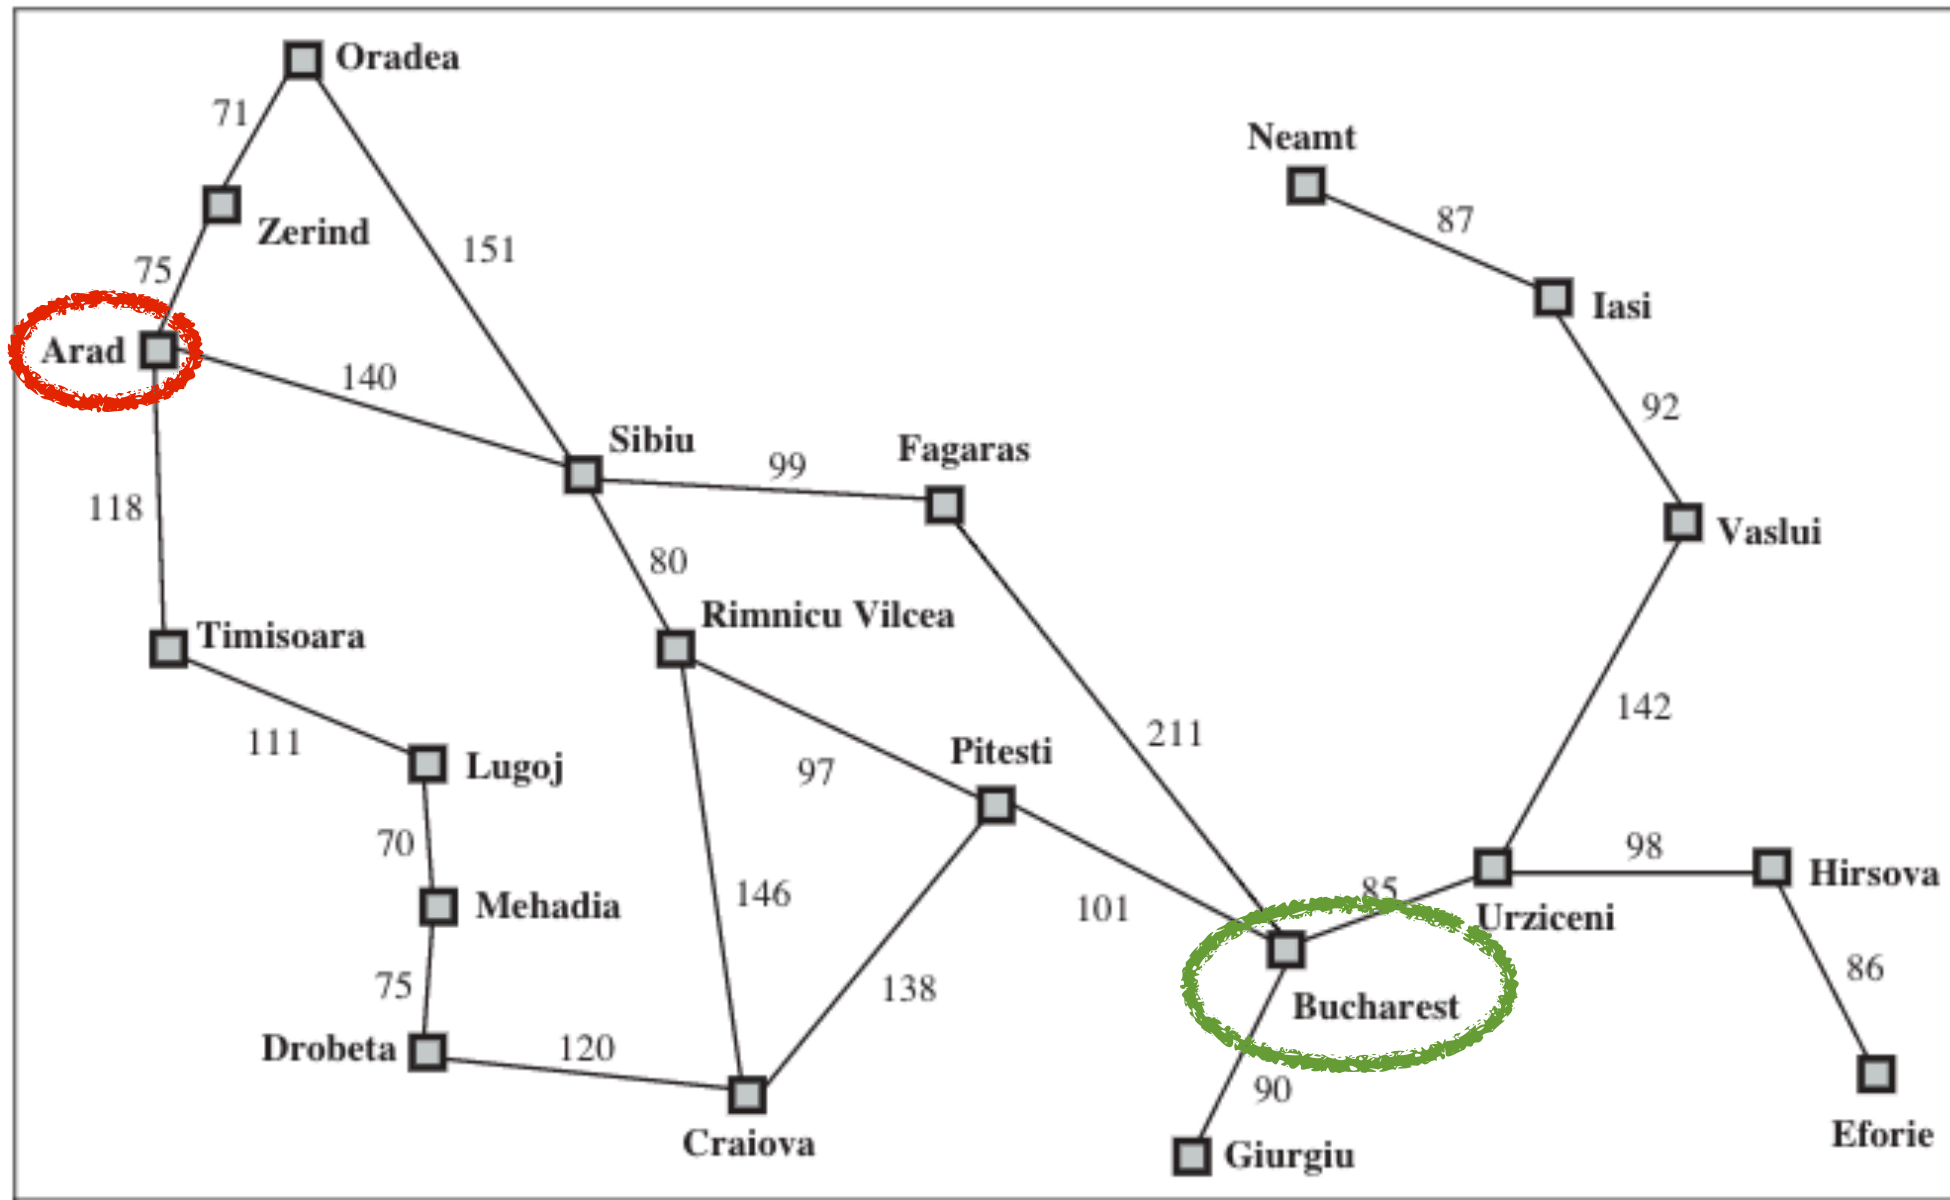 Oradea
71
Neamt
87
Zerind
151
75
Iasi
Arad
140
92
Sibiu
Fagaras
99
118
Vaslui
80
Timisoara
Rimnicu Vilcea
142
211
111
Lugoj
97
Pitesti
70
98
Hirsova
146
85
Mehadia
101
Urziceni
86
75
138
Bucharest
Drobeta
120
90
Craiova
Giurgiu
Eforie